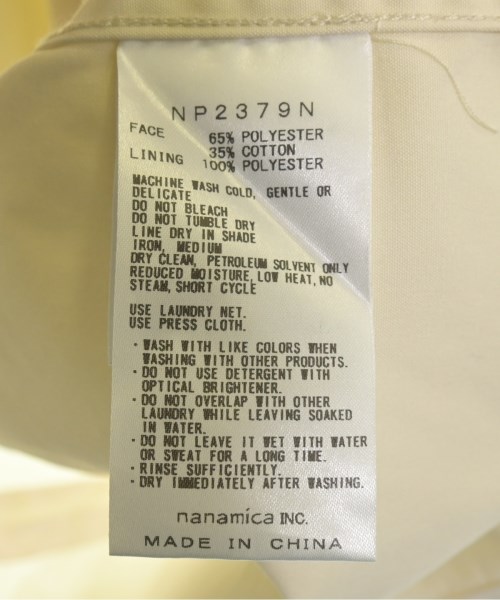 NP2379N
FACE 65% POLYESTER
35% COTTON
LINING 100% POLYESTER
MACHINE WASH COLD, GENTLE OR
DELICATE
DO NOT BLEACH
DO NOT TUMBLE DRY
LINE DRY IN SHADE
IRON, MEDIUM
DRY CLEAN, PETROLEUM SOLVENT ONLY
REDUCED MOISTURE, LOW HEAT, NO
STEAM, SHORT CYCLE
USE LAUNDRY NET.
USE PRESS CLOTH.
・WASH WITH LIKE COLORS WHEN
WASHING WITH OTHER PRODUCTS.
・DO NOT USE DETERGENT WITH
OPTICAL BRIGHTENER.
・DO NOT OVERLAP WITH OTHER
LAUNDRY WHILE LEAVING SOAKED
IN WATER.
・DO NOT LEAVE IT WET WITH WATER
OR SWEAT FOR A LONG TIME.
・RINSE SUFFICIENTLY.
・DRY IMMEDIATELY AFTER WASHING.
nanamica INC.
MADE IN CHINA